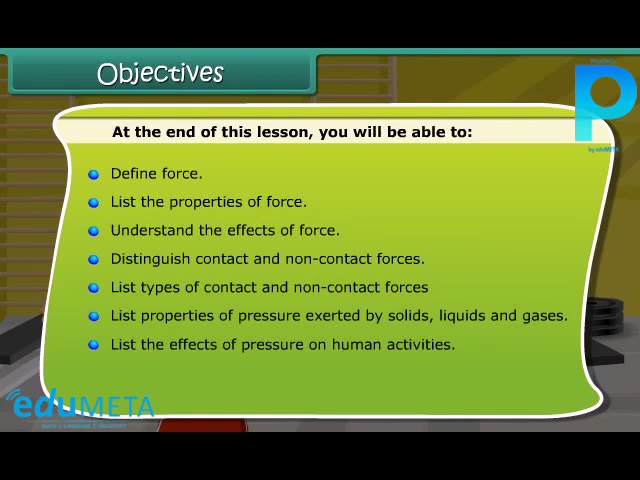 Objectives
At the end of this lesson, you will be able to:
Define force.
List the properties of force.
Understand the effects of force.
Distinguish contact and non-contact forces.
List types of contact and non-contact forces
List properties of pressure exerted by solids, liquids and gases.
List the effects of pressure on human activities.
P
by eduMETA
eduMETA